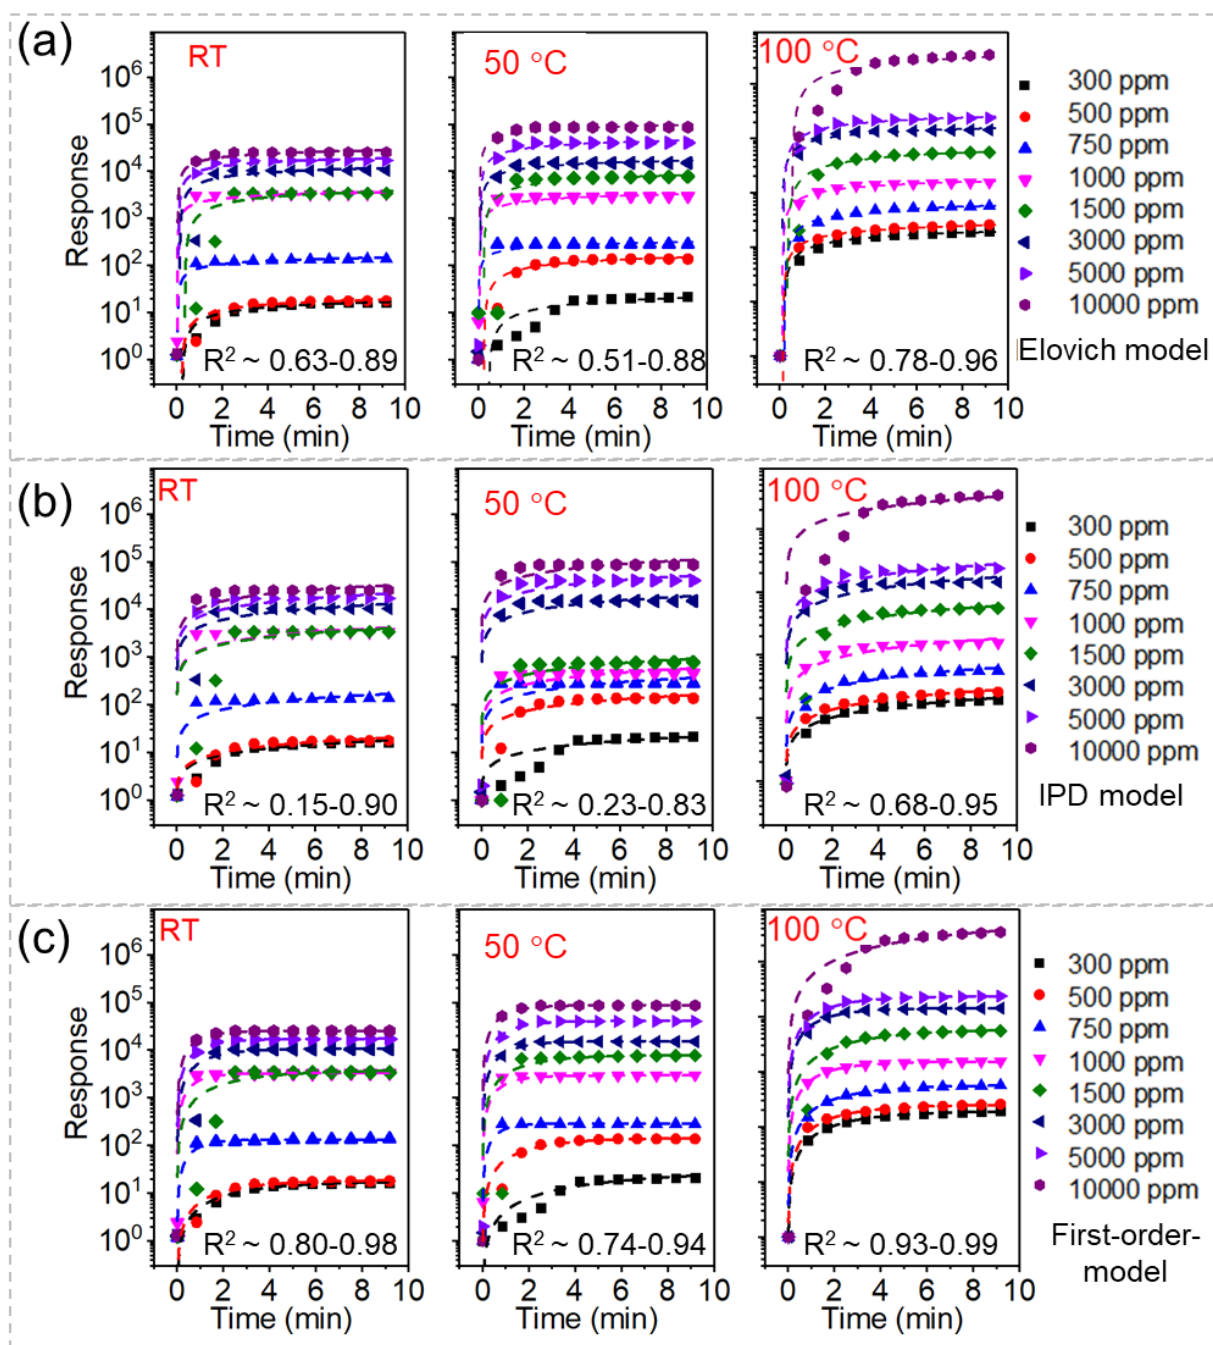 (a)
RT
50 °C
100 °C
Response
10⁶
10⁵
10⁴
10³
10²
10¹
10⁰
R² ~ 0.63-0.89
R² ~ 0.51-0.88
R² ~ 0.78-0.96
0 2 4 6 8 10
0 2 4 6 8 10
0 2 4 6 8 10
Time (min)
Time (min)
Time (min)
300 ppm
500 ppm
750 ppm
1000 ppm
1500 ppm
3000 ppm
5000 ppm
10000 ppm
Elovich model
(b)
RT
50 °C
100 °C
Response
10⁶
10⁵
10⁴
10³
10²
10¹
10⁰
R² ~ 0.15-0.90
R² ~ 0.23-0.83
R² ~ 0.68-0.95
0 2 4 6 8 10
0 2 4 6 8 10
0 2 4 6 8 10
Time (min)
Time (min)
Time (min)
300 ppm
500 ppm
750 ppm
1000 ppm
1500 ppm
3000 ppm
5000 ppm
10000 ppm
IPD model
(c)
RT
50 °C
100 °C
Response
10⁶
10⁵
10⁴
10³
10²
10¹
10⁰
R² ~ 0.80-0.98
R² ~ 0.74-0.94
R² ~ 0.93-0.99
0 2 4 6 8 10
0 2 4 6 8 10
0 2 4 6 8 10
Time (min)
Time (min)
Time (min)
300 ppm
500 ppm
750 ppm
1000 ppm
1500 ppm
3000 ppm
5000 ppm
10000 ppm
First-order-
model